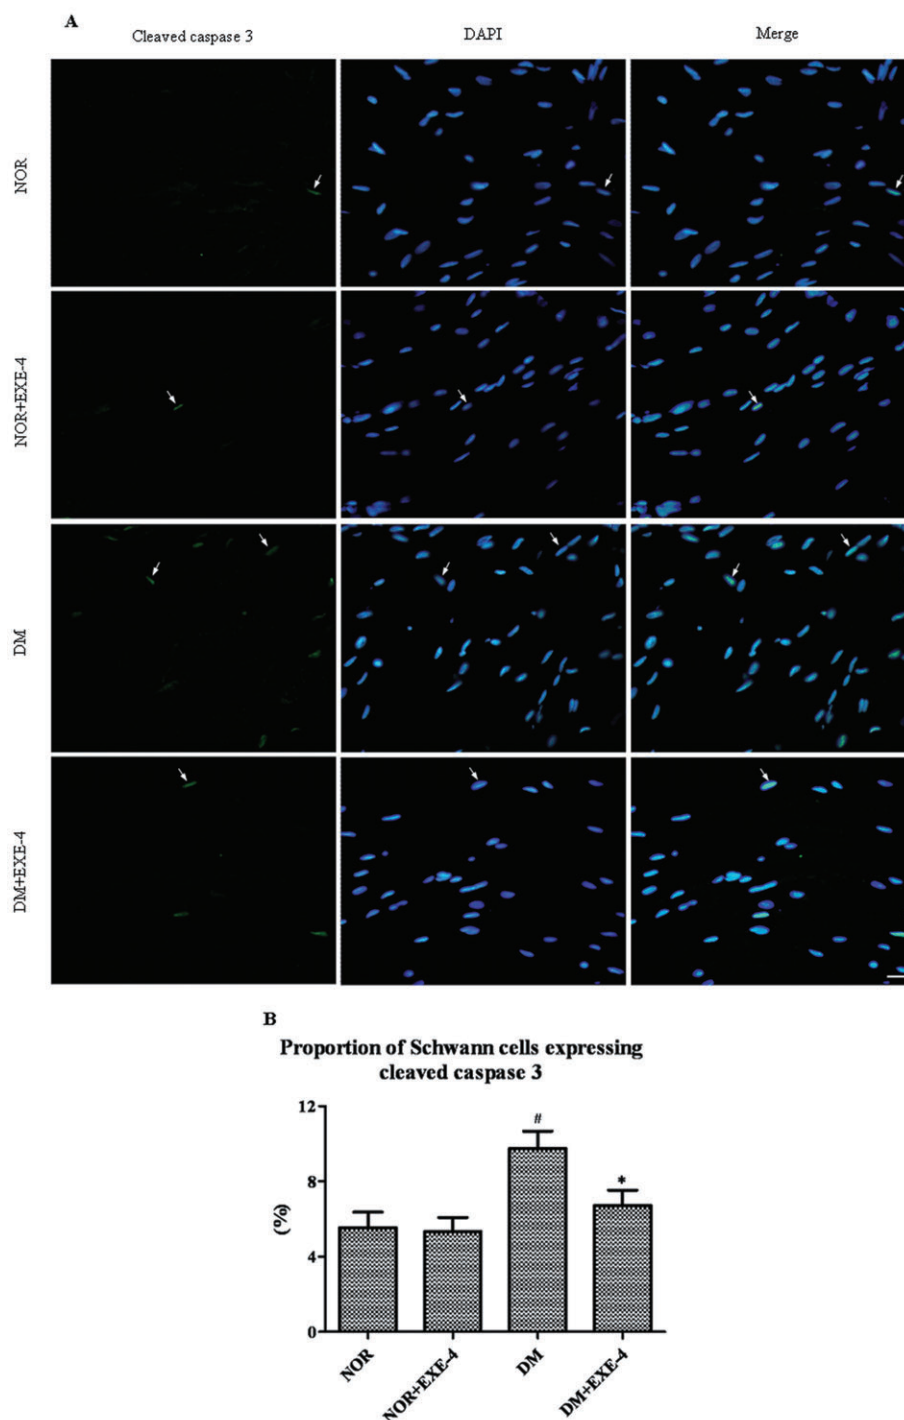 A
Cleaved caspase 3 DAPI Merge
NOR
NOR+EXE-4
DM
DM+EXE-4
B
Proportion of Schwann cells expressing
cleaved caspase 3
12
8
4
0
(%)
#
*
NOR
NOR+EXE-4
DM
DM+EXE-4